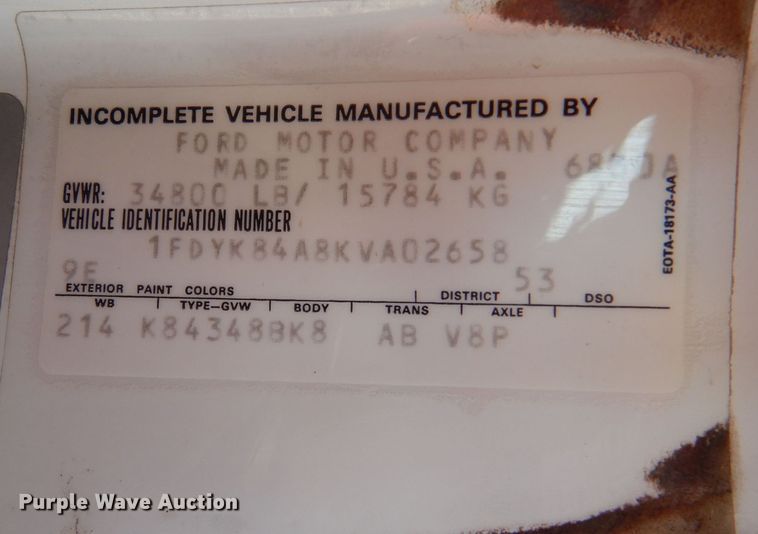 INCOMPLETE VEHICLE MANUFACTURED BY
FORD MOTOR COMPANY
MADE IN U.S.A.
GVWR: 34800 LB/ 15784 KG
VEHICLE IDENTIFICATION NUMBER
1FDYK84A8KVA02658
9E 53
EXTERIOR PAINT COLORS DISTRICT DSO
WB TYPE-GVW BODY TRANS AXLE
214 K84348BK8 AB V8P
EOTA-18173-AA
Purple Wave Auction